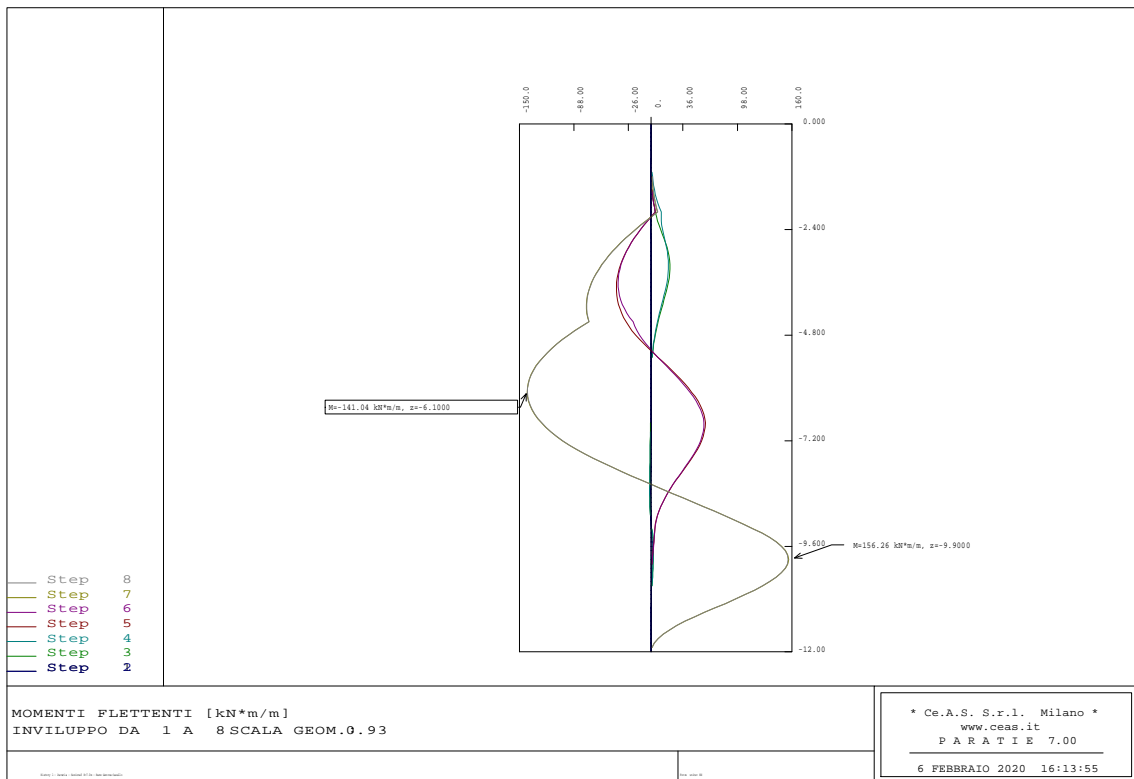 -150.0
-88.00
-26.00
0.
36.00
98.00
160.0
0.000
-2.400
-4.800
M=-141.04 kN*m/m, z=-6.1000
-7.200
-9.600
M=156.26 kN*m/m, z=-9.9000
-12.00
Step 8
Step 7
Step 6
Step 5
Step 4
Step 3
Step
MOMENTI FLETTENTI [kN*m/m]
INVILUPPO DA 1 A 8 SCALA GEOM.
* Ce.A.S. S.r.l. Milano *
www.ceas.it
P A R A T I E 7.00
6 FEBBRAIO 2020 16:13:55